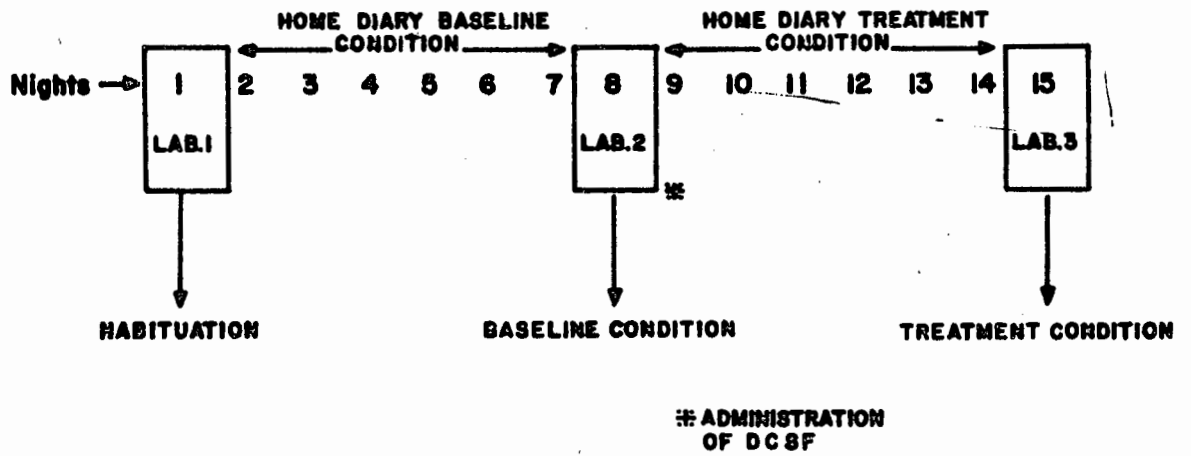 HOME DIARY BASELINE CONDITION
HOME DIARY TREATMENT CONDITION
Nights 1 2 3 4 5 6 7 8 9 10 11 12 13 14 15
LAB.1 LAB.2 LAB.3
※
HABITUATION BASELINE CONDITION TREATMENT CONDITION
※ ADMINISTRATION
OF DCSF